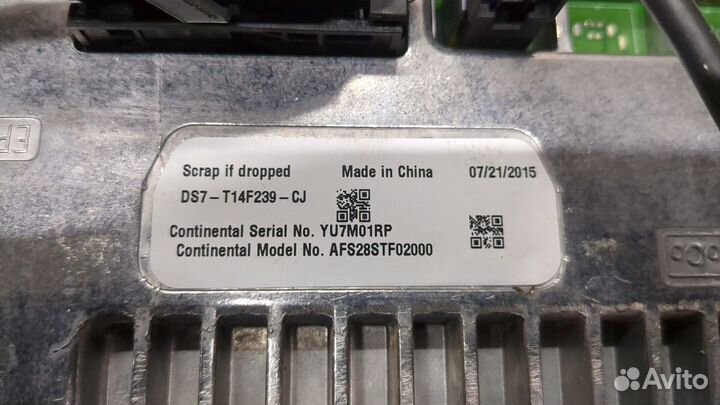 Scrap if dropped Made in China 07/21/2015
DS7-T14F239-CJ
Continental Serial No. YU7M01RP
Continental Model No. AFS28STF02000
Avito